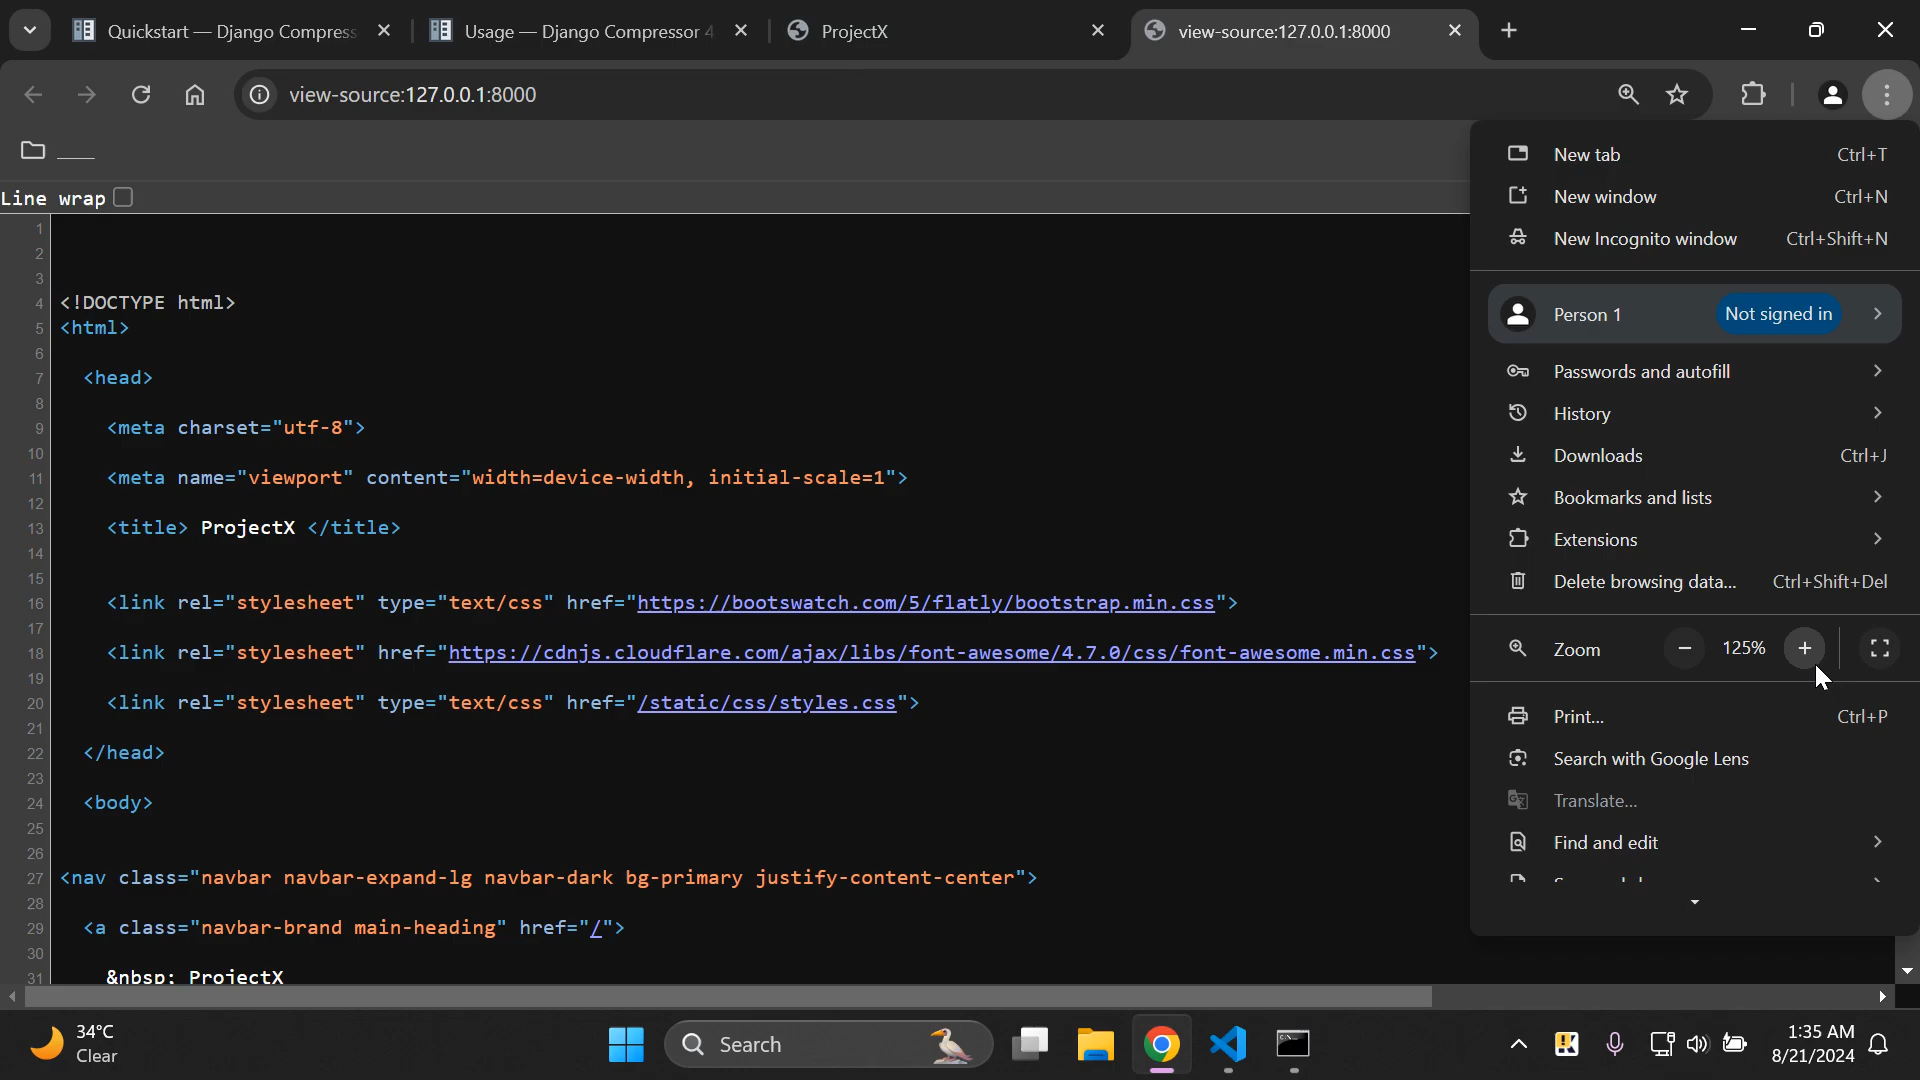 Quickstart — Django Compress
Usage — Django Compressor 4
ProjectX
view-source:127.0.0.1:8000
view-source:127.0.0.1:8000
Line wrap
1
2
3
4 <!DOCTYPE html>
5 <html>
6
7 <head>
8
9 <meta charset="utf-8">
10
11 <meta name="viewport" content="width=device-width, initial-scale=1">
12
13 <title> ProjectX </title>
14
15
16 <link rel="stylesheet" type="text/css" href="https://bootswatch.com/5/flatly/bootstrap.min.css">
17
18 <link rel="stylesheet" href="https://cdnjs.cloudflare.com/ajax/libs/font-awesome/4.7.0/css/font-awesome.min.css">
19
20 <link rel="stylesheet" type="text/css" href="/static/css/styles.css">
21
22 </head>
23
24 <body>
25
26
27 <nav class="navbar navbar-expand-lg navbar-dark bg-primary justify-content-center">
28
29 <a class="navbar-brand main-heading" href="/">
30
31 &nbsp; ProjectX
New tab Ctrl+T
New window Ctrl+N
New Incognito window Ctrl+Shift+N
Person 1 Not signed in
Passwords and autofill
History
Downloads Ctrl+J
Bookmarks and lists
Extensions
Delete browsing data... Ctrl+Shift+Del
Zoom − 125% +
Print... Ctrl+P
Search with Google Lens
Translate...
Find and edit
34°C
Clear
Search
1:35 AM
8/21/2024